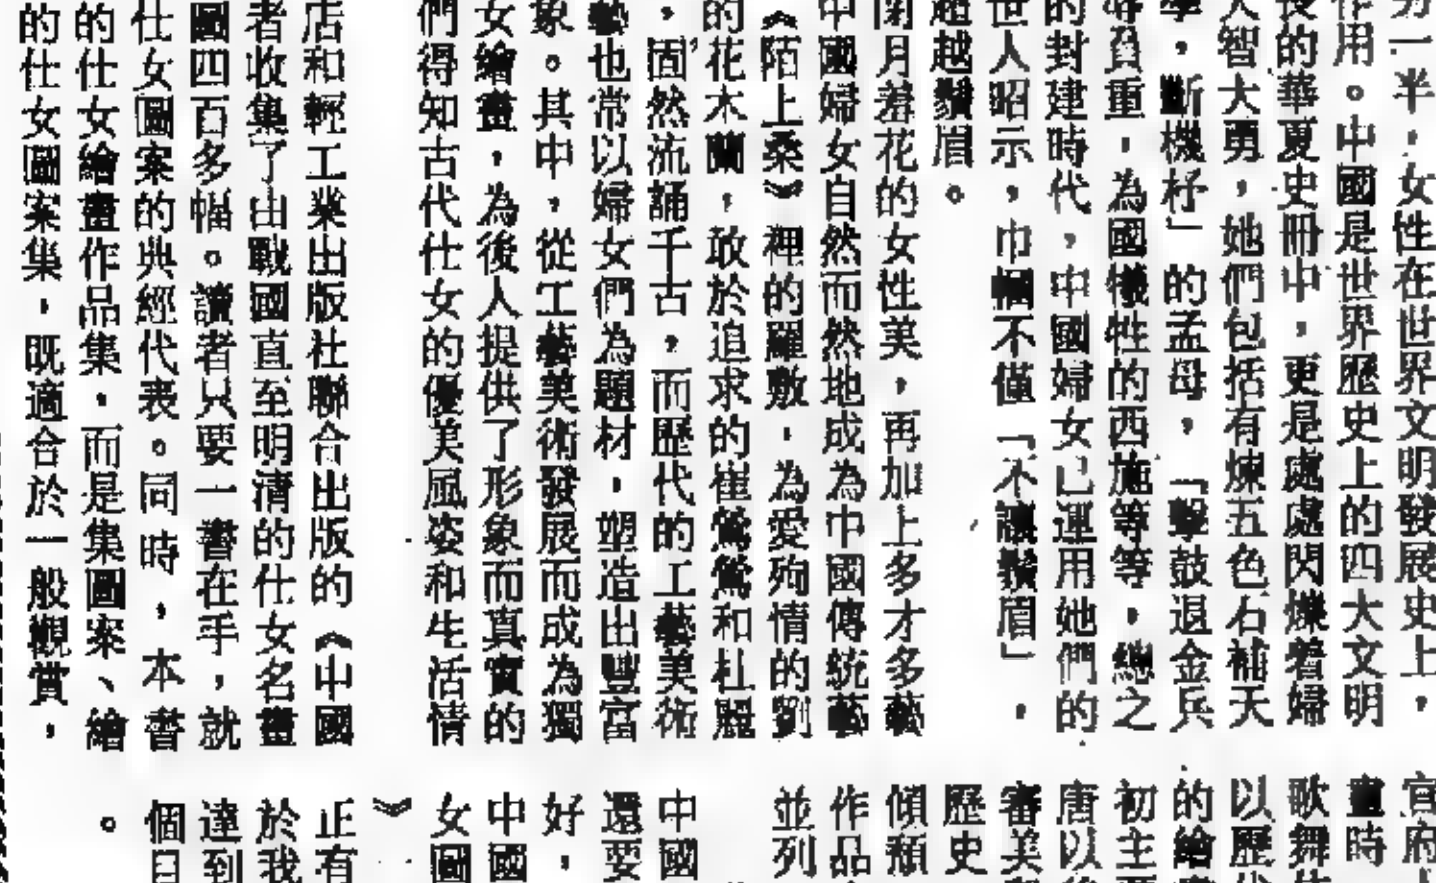 一半，女性在世界文明發展史上，
作用。中國是世界歷史上的四大文明
長的華夏史冊中，更是處處閃爍着婦
大智大勇，她們包括有煉五色石補天
學，斷機杼」的孟母，「擊鼓退金兵
辱負重，為國犧牲的西施等等，總之
的封建時代，中國婦女已運用她們的
世人昭示，巾幗不僅「不讓鬚眉」，
超越鬚眉。
閉月羞花的女性美，再加上多才多藝
中國婦女自然而然地成為中國傳統藝
《陌上桑》裡的羅敷，為愛殉情的劉
的花木蘭，敢於追求的崔鶯鶯和杜麗
，固然流誦千古，而歷代的工藝美術
藝也常以婦女們為題材，塑造出豐富
象。其中，從工藝美術發展而成為獨
女繪畫，為後人提供了形象而真實的
們得知古代仕女的優美風姿和生活情
店和輕工業出版社聯合出版的《中國
者收集了由戰國直至明清的仕女名畫
圖四百多幅。讀者只要一書在手，就
仕女圖案的典經代表。同時，本書
的仕女繪畫作品集，而是集圖案、繪
的仕女圖案集，既適合於一般觀賞，
官府
畫時
歌舞
以歷
的繪
初主
唐以
審美
歷史
傾頹
作品
並列
中國
還要
好，
中國
女圖
》
正有
於我
達到
個日
。